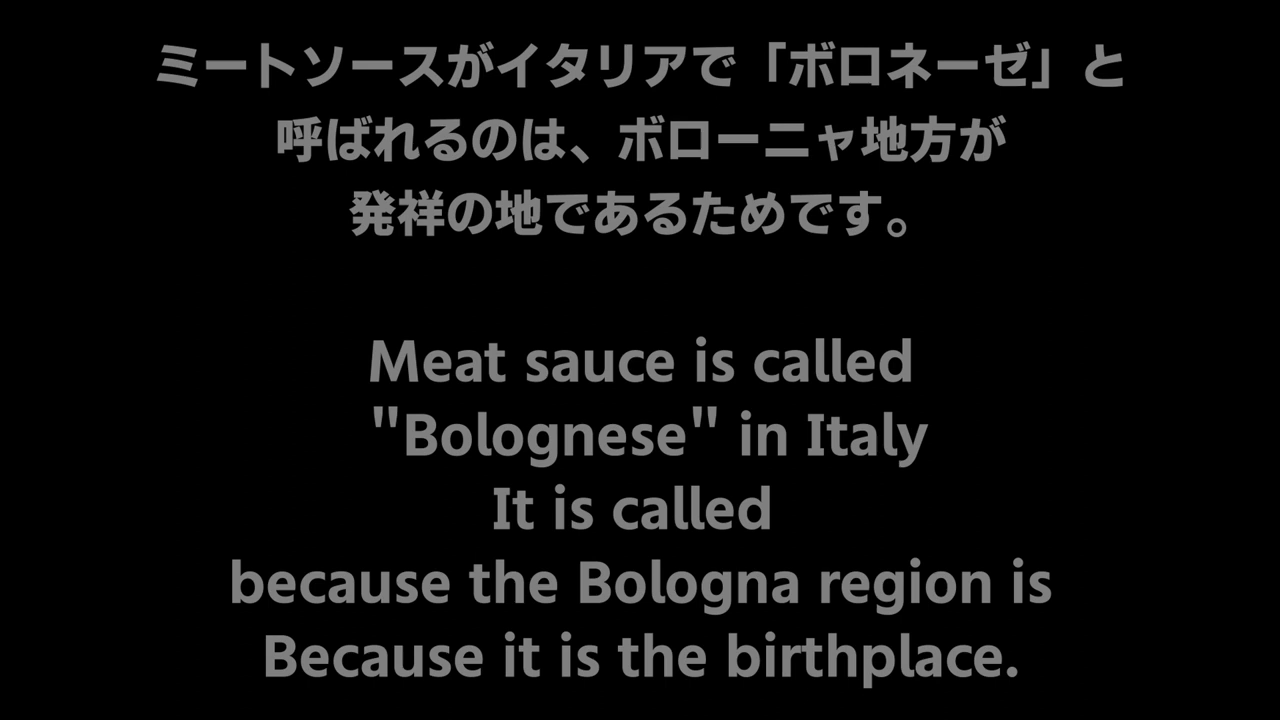 ミートソースがイタリアで「ボロネーゼ」と
呼ばれるのは、ボローニャ地方が
発祥の地であるためです。
Meat sauce is called
"Bolognese" in Italy
It is called
because the Bologna region is
Because it is the birthplace.